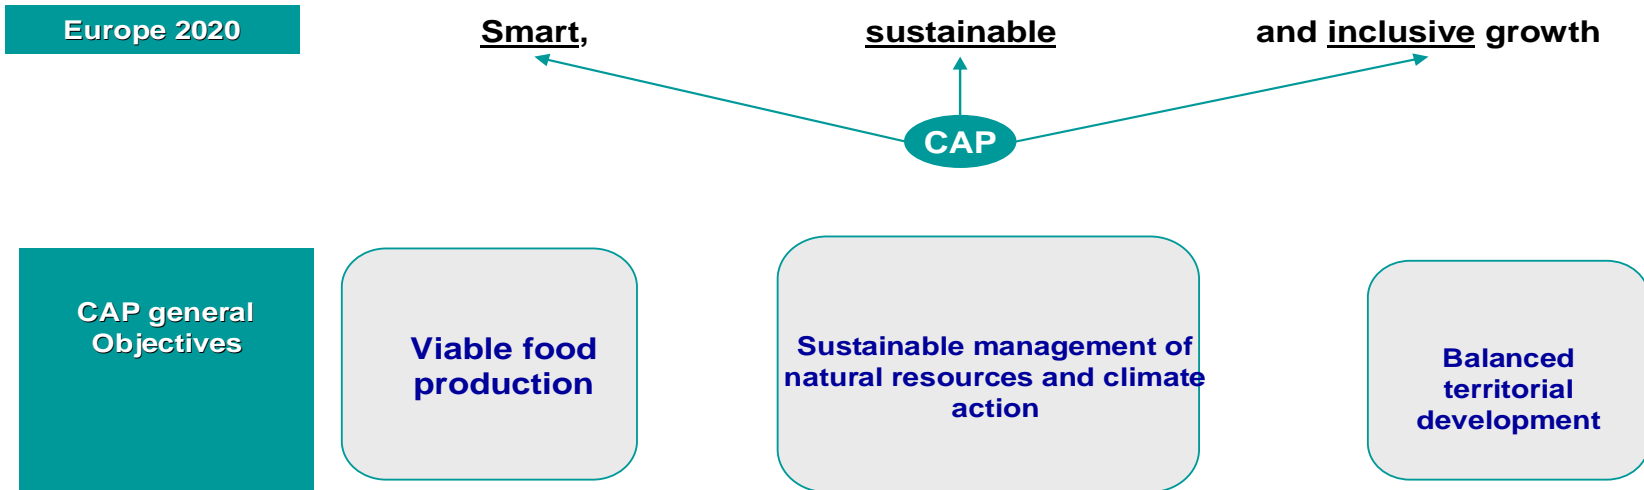 Europe 2020
Smart,
sustainable
and inclusive growth
CAP
CAP general
Objectives
Viable food
production
Sustainable management of
natural resources and climate
action
Balanced
territorial
development